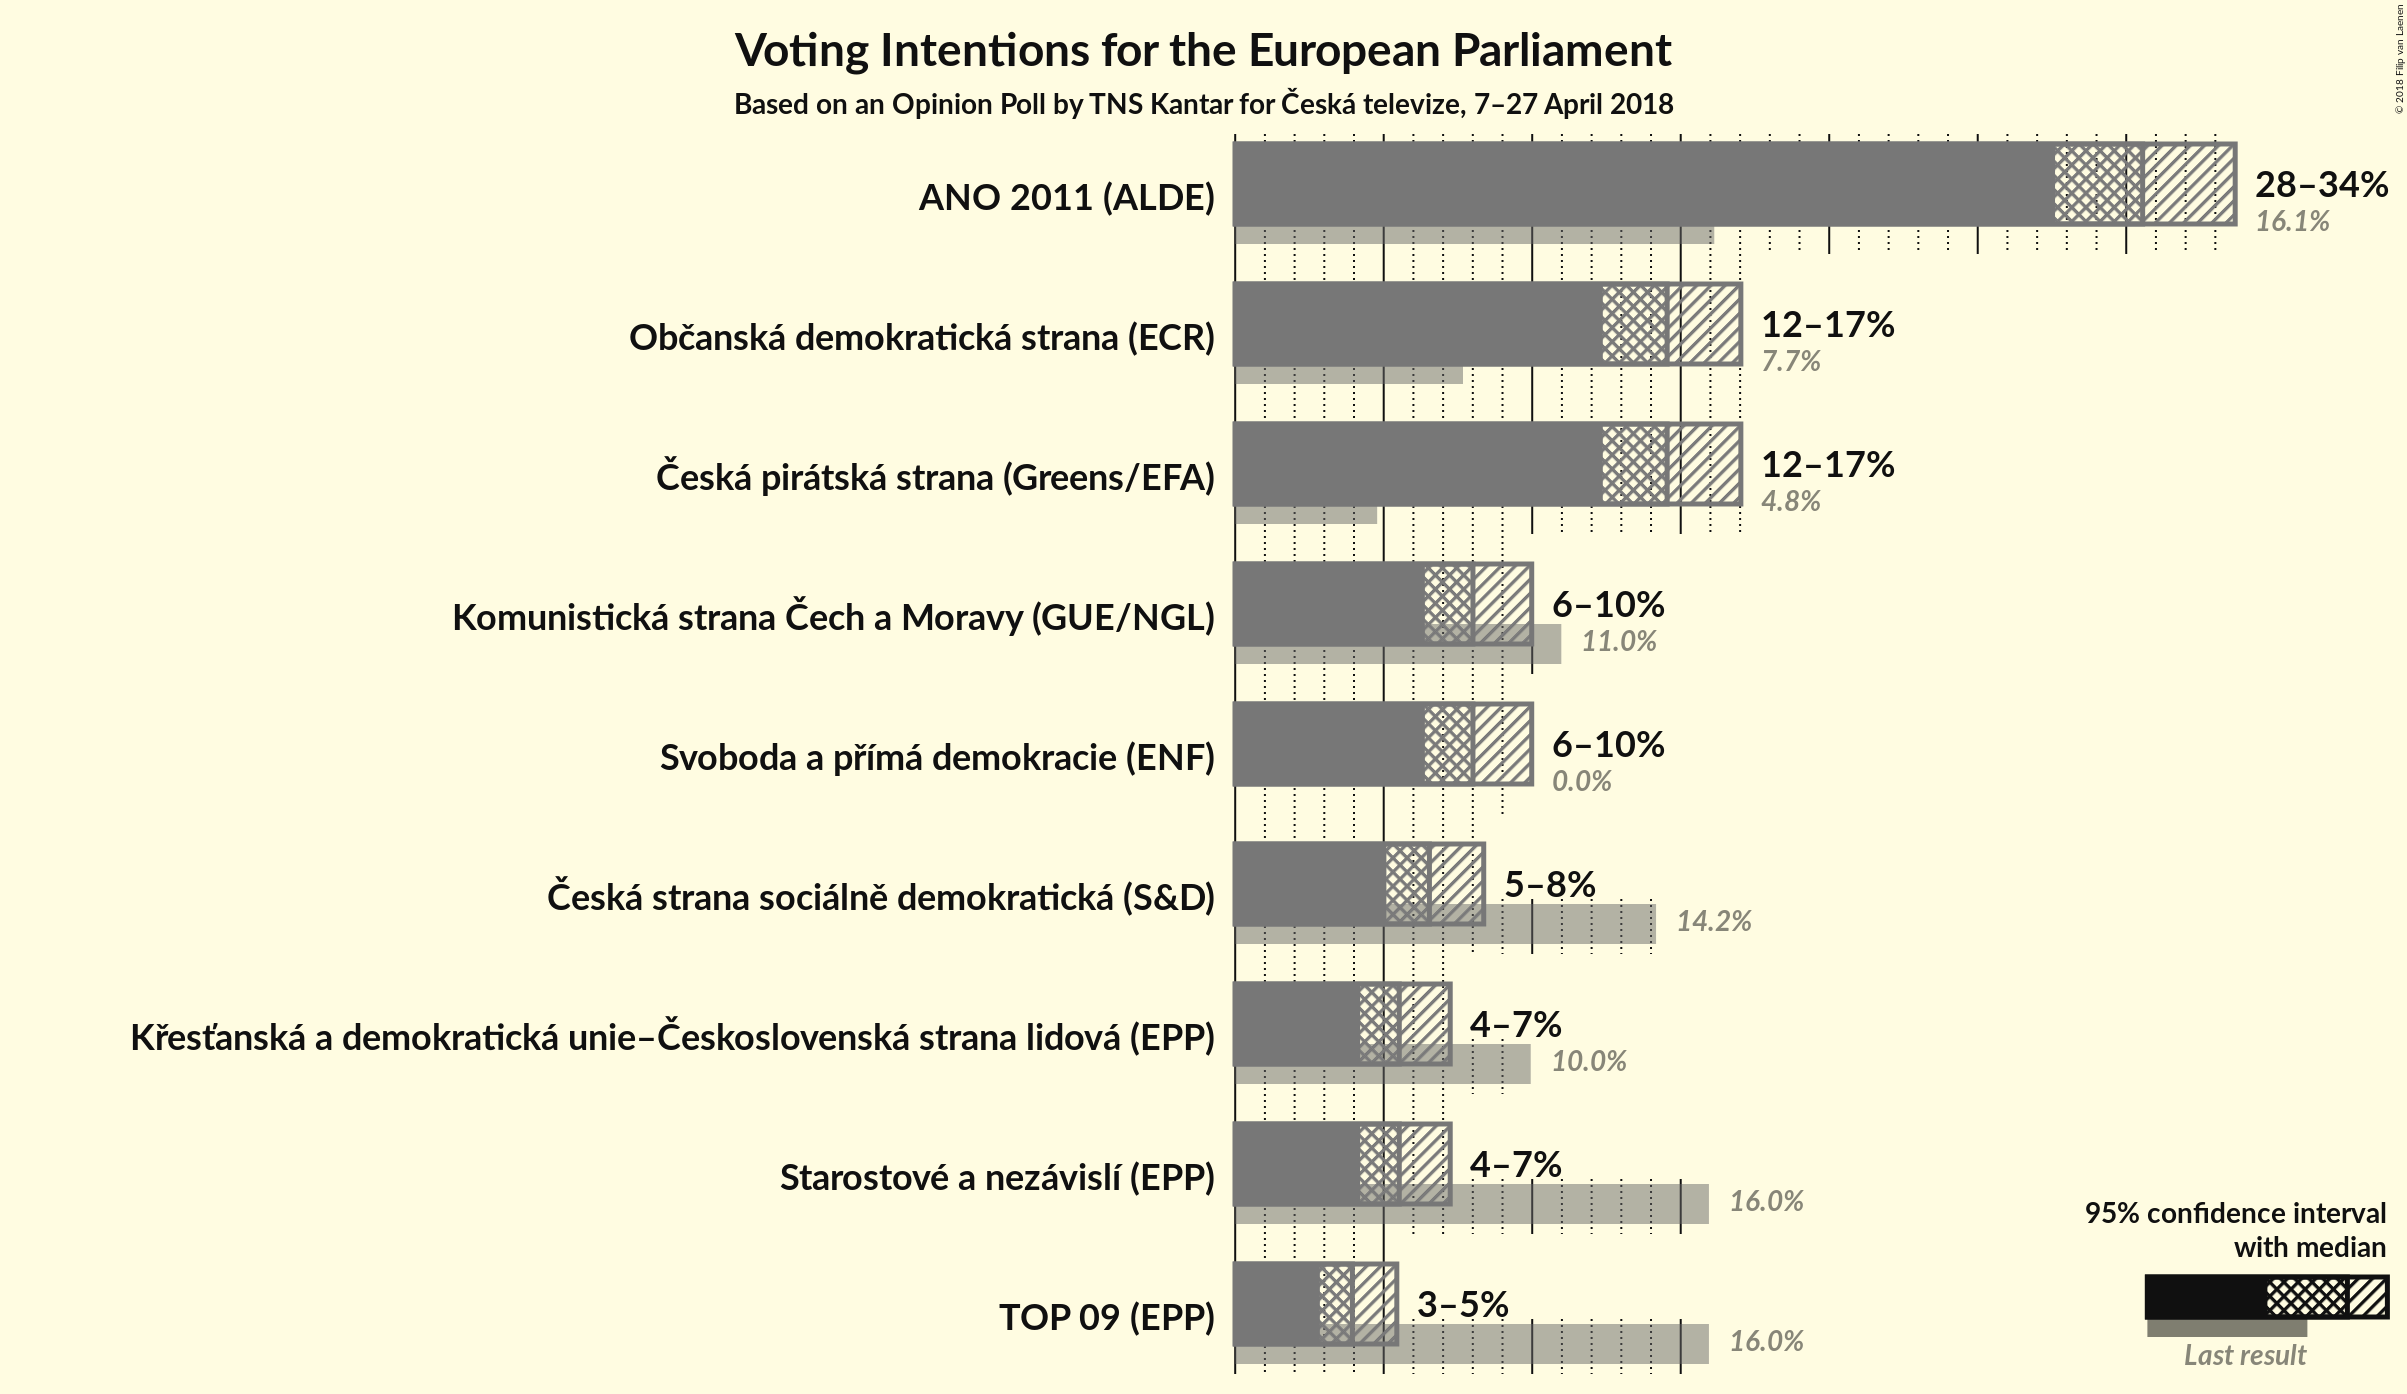 Voting Intentions for the European Parliament
Based on an Opinion Poll by TNS Kantar for Česká televize, 7–27 April 2018
© 2018 Filip van Laenen
ANO 2011 (ALDE)
28–34%
16.1%
Občanská demokratická strana (ECR)
12–17%
7.7%
Česká pirátská strana (Greens/EFA)
12–17%
4.8%
Komunistická strana Čech a Moravy (GUE/NGL)
6–10%
11.0%
Svoboda a přímá demokracie (ENF)
6–10%
0.0%
Česká strana sociálně demokratická (S&D)
5–8%
14.2%
Křesťanská a demokratická unie–Československá strana lidová (EPP)
4–7%
10.0%
Starostové a nezávislí (EPP)
4–7%
16.0%
TOP 09 (EPP)
3–5%
16.0%
95% confidence interval
with median
Last result